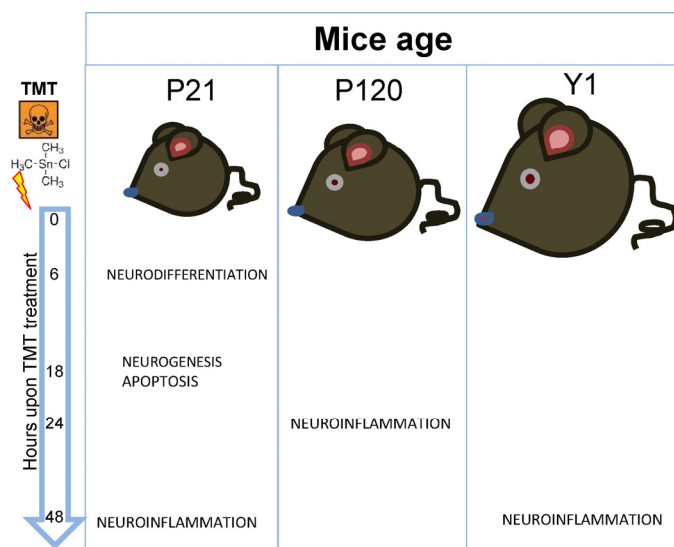 Mice age
TMT
P21
P120
Y1
CH₃
H₃C-Sn-Cl
CH₃
Hours upon TMT treatment
0
6
NEURODIFFERENTIATION
18
NEUROGENESIS
APOPTOSIS
24
NEUROINFLAMMATION
48
NEUROINFLAMMATION
NEUROINFLAMMATION